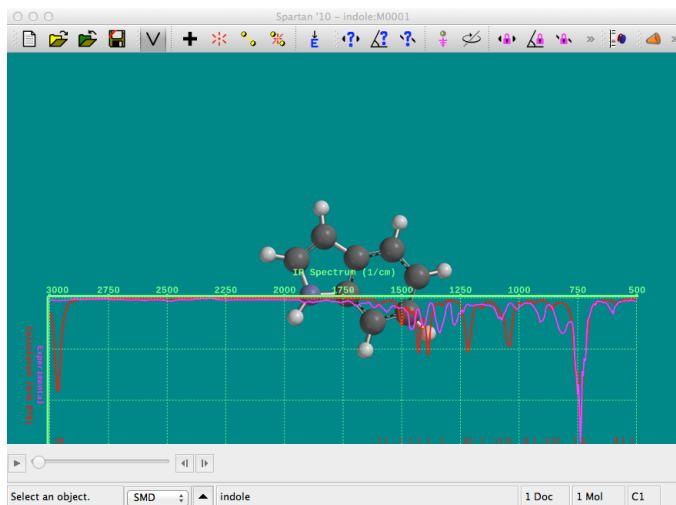 Spartan '10 - indole:M0001
IR Spectrum (1/cm)
3000 2750 2500 2250 2000 1750 1500 1250 1000 750 500
Experimental
Select an object. SMD indole 1 Doc 1 Mol C1